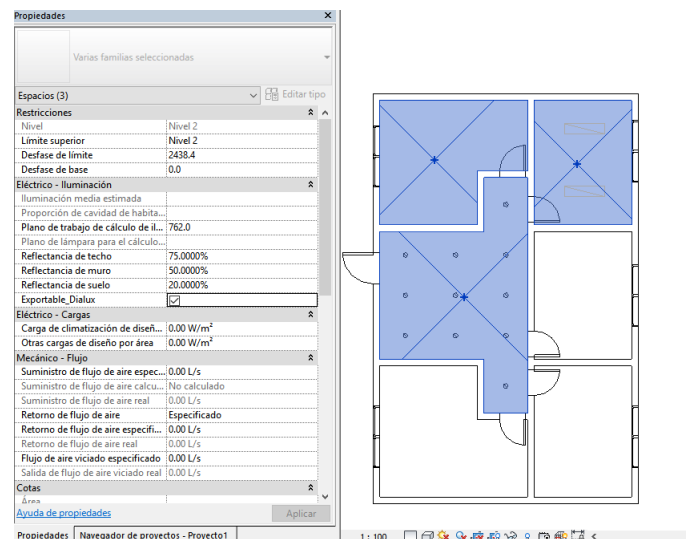 Propiedades
Varias familias seleccionadas
Espacios (3) Editar tipo
Restricciones
Nivel Nivel 2
Límite superior Nivel 2
Desfase de límite 2438.4
Desfase de base 0.0
Eléctrico - Iluminación
Iluminación media estimada
Proporción de cavidad de habita...
Plano de trabajo de cálculo de il... 762.0
Plano de lámpara para el cálculo...
Reflectancia de techo 75.0000%
Reflectancia de muro 50.0000%
Reflectancia de suelo 20.0000%
Exportable_Dialux
Eléctrico - Cargas
Carga de climatización de diseñ... 0.00 W/m²
Otras cargas de diseño por área 0.00 W/m²
Mecánico - Flujo
Suministro de flujo de aire espec... 0.00 L/s
Suministro de flujo de aire calcu... No calculado
Suministro de flujo de aire real 0.00 L/s
Retorno de flujo de aire Especificado
Retorno de flujo de aire especifi... 0.00 L/s
Retorno de flujo de aire real 0.00 L/s
Flujo de aire viciado especificado 0.00 L/s
Salida de flujo de aire viciado real 0.00 L/s
Cotas
Área
Ayuda de propiedades Aplicar
Propiedades Navegador de proyectos - Proyecto1
1 : 100